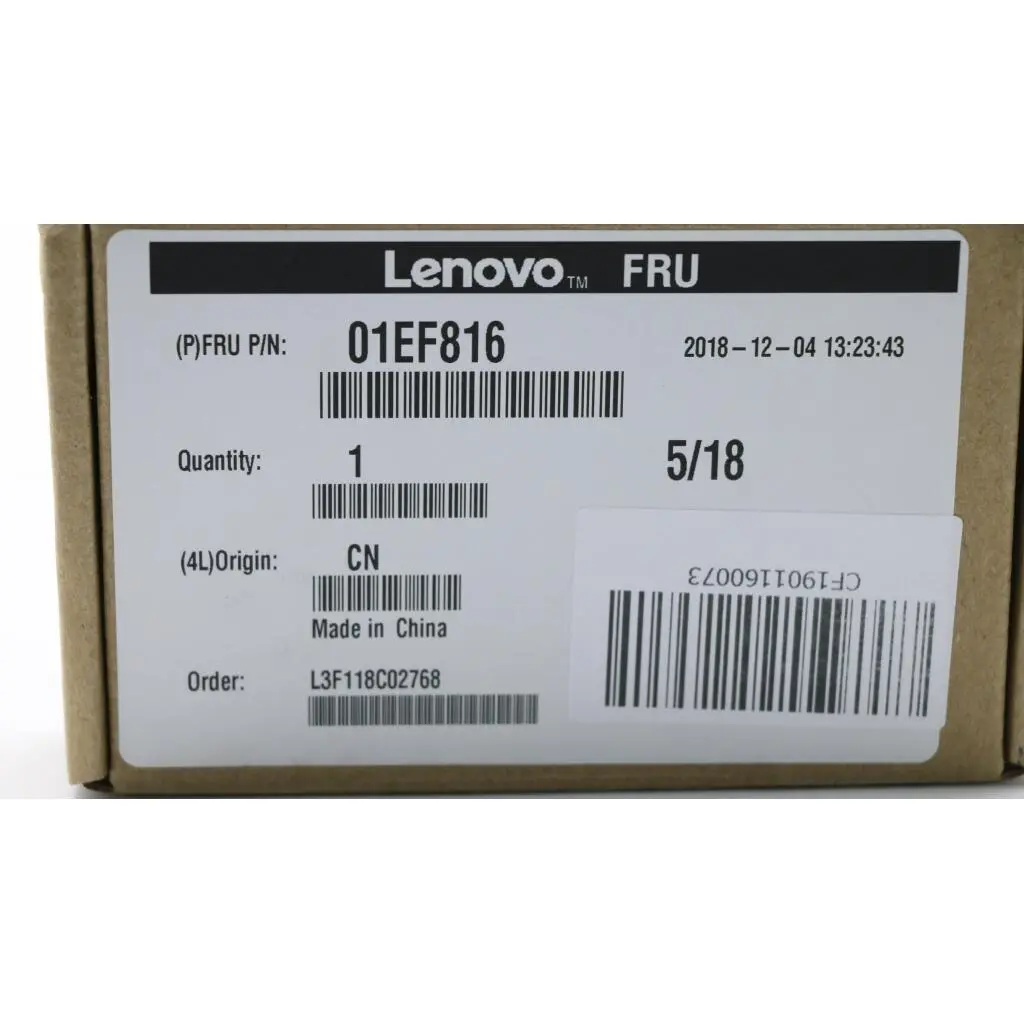 Lenovo™ FRU
(P)FRU P/N: 01EF816 2018-12-04 13:23:43
Quantity: 1 5/18
(4L)Origin: CN
Made in China
Order: L3F118C02768
CF1901160073